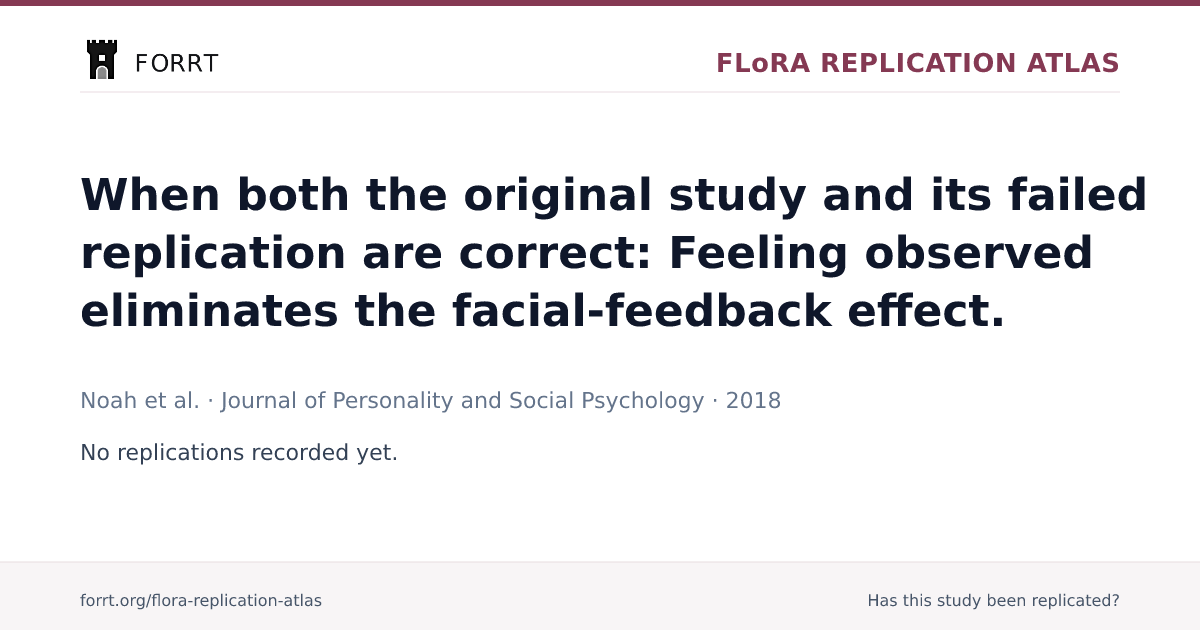 FORRT
FLoRA REPLICATION ATLAS
When both the original study and its failed
replication are correct: Feeling observed
eliminates the facial-feedback effect.
Noah et al. · Journal of Personality and Social Psychology · 2018
No replications recorded yet.
forrt.org/flora-replication-atlas
Has this study been replicated?